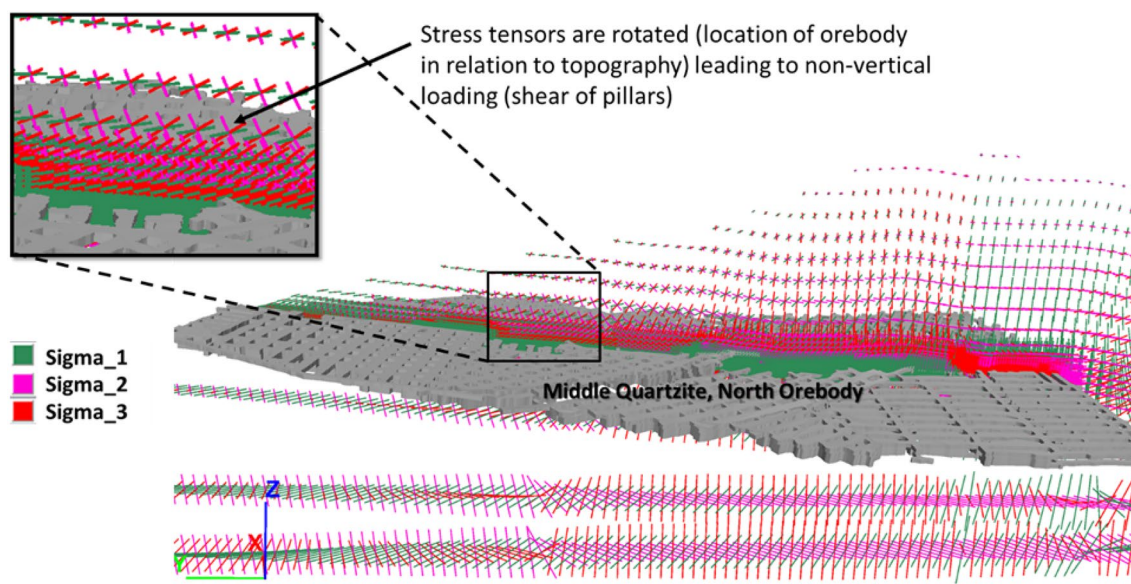 Stress tensors are rotated (location of orebody
in relation to topography) leading to non-vertical
loading (shear of pillars)
Sigma_1
Sigma_2
Sigma_3
Middle Quartzite, North Orebody
Z
X
Y